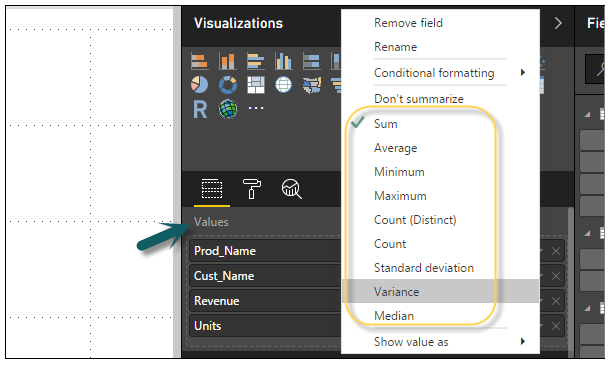 Visualizations
Fie
R
Values
Prod_Name
Cust_Name
Revenue
Units
Remove field
Rename
Conditional formatting
Don't summarize
Sum
Average
Minimum
Maximum
Count (Distinct)
Count
Standard deviation
Variance
Median
Show value as